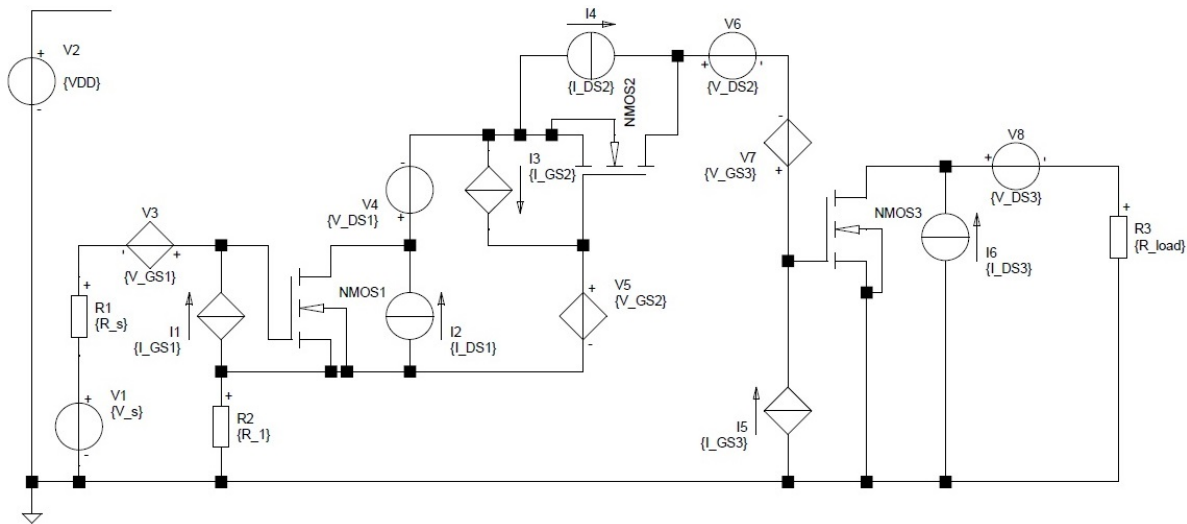 I4
{I_DS2}
V6
{V_DS2}
V2
{VDD}
NMOS2
I3
{I_GS2}
V7
{V_GS3}
V8
{V_DS3}
V4
{V_DS1}
V3
{V_GS1}
NMOS3
I6
{I_DS3}
R3
{R_load}
R1
{R_s}
I1
{I_GS1}
NMOS1
I2
{I_DS1}
V5
{V_GS2}
V1
{V_s}
R2
{R_1}
I5
{I_GS3}